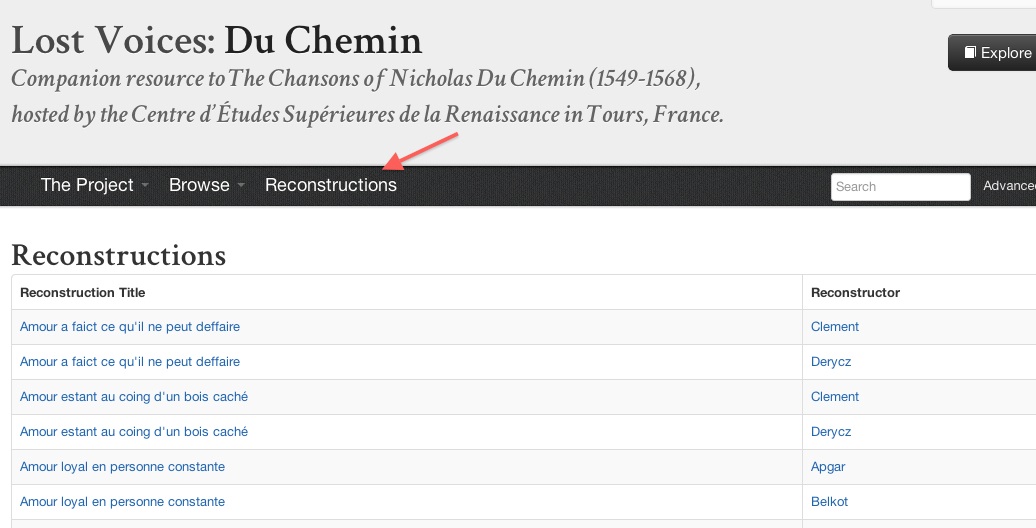 Lost Voices: Du Chemin
Companion resource to The Chansons of Nicholas Du Chemin (1549-1568),
hosted by the Centre d'Études Supérieures de la Renaissance in Tours, France.
Explore
The Project Browse Reconstructions Search Advanced
Reconstructions
Reconstruction Title Reconstructor
Amour a faict ce qu'il ne peut deffaire Clement
Amour a faict ce qu'il ne peut deffaire Derycz
Amour estant au coing d'un bois caché Clement
Amour estant au coing d'un bois caché Derycz
Amour loyal en personne constante Apgar
Amour loyal en personne constante Belkot